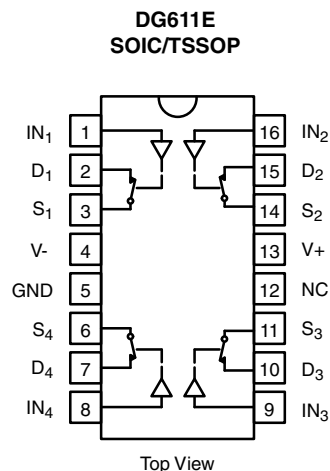 DG611E
SOIC/TSSOP
IN1 1 16 IN2
D1 2 15 D2
S1 3 14 S2
V- 4 13 V+
GND 5 12 NC
S4 6 11 S3
D4 7 10 D3
IN4 8 9 IN3
Top View